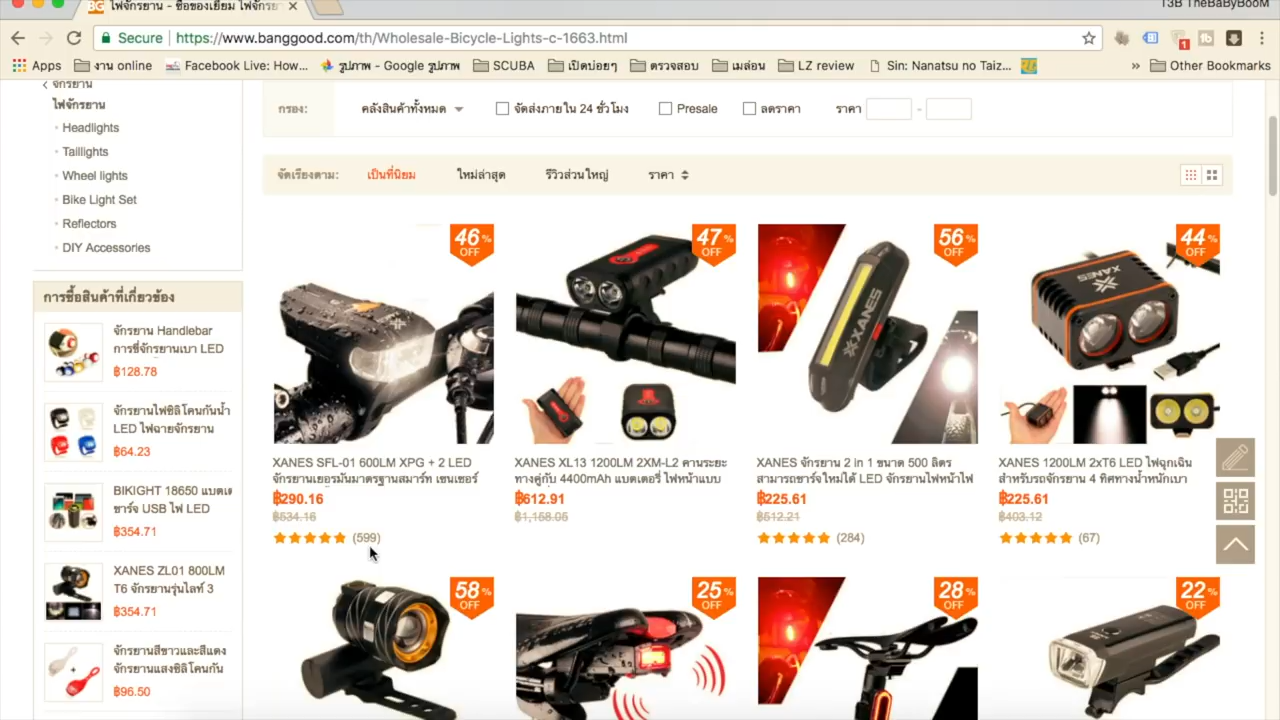 ไฟจักรยาน - ซื้อของเยี่ยม ไฟจักร
T3B TheBaByBooM
Secure | https://www.banggood.com/th/Wholesale-Bicycle-Lights-c-1663.html
Apps งาน online Facebook Live: How... รูปภาพ - Google รูปภาพ SCUBA เปิดบ่อยๆ ตรวจสอบ เมล่อน LZ review Sin: Nanatsu no Taiz... » Other Bookmarks
จักรยาน
ไฟจักรยาน
Headlights
Taillights
Wheel lights
Bike Light Set
Reflectors
DIY Accessories
กรอง: คลังสินค้าทั้งหมด จัดส่งภายใน 24 ชั่วโมง Presale ลดราคา ราคา -
จัดเรียงตาม: เป็นที่นิยม ใหม่ล่าสุด รีวิวส่วนใหญ่ ราคา
การซื้อสินค้าที่เกี่ยวข้อง
จักรยาน Handlebar
การขี่จักรยานเบา LED
฿128.78
จักรยานไฟซิลิโคนกันน้ำ
LED ไฟฉายจักรยาน
฿64.23
BIKIGHT 18650 แบตเต
ชาร์จ USB ไฟ LED
฿354.71
XANES ZL01 800LM
T6 จักรยานรุ่นไลท์ 3
฿354.71
จักรยานสีขาวและสีแดง
จักรยานแสงซิลิโคนกัน
฿96.50
46% OFF
XANES SFL-01 600LM XPG + 2 LED
จักรยานเยอรมันมาตรฐานสมาร์ท เซนเซอร์
฿290.16
฿534.16
(599)
47% OFF
XANES XL13 1200LM 2XM-L2 คานระยะ
ทางคู่กับ 4400mAh แบตเตอรี่ ไฟหน้าแบบ
฿612.91
฿1,158.05
56% OFF
XANES
XANES จักรยาน 2 in 1 ขนาด 500 ลิตร
สามารถชาร์จใหม่ได้ LED จักรยานไฟหน้าไฟ
฿225.61
฿512.21
(284)
44% OFF
XANES
XANES 1200LM 2xT6 LED ไฟฉุกเฉิน
สำหรับรถจักรยาน 4 ทิศทางน้ำหนักเบา
฿225.61
฿403.12
(67)
58% OFF
25% OFF
28% OFF
22% OFF